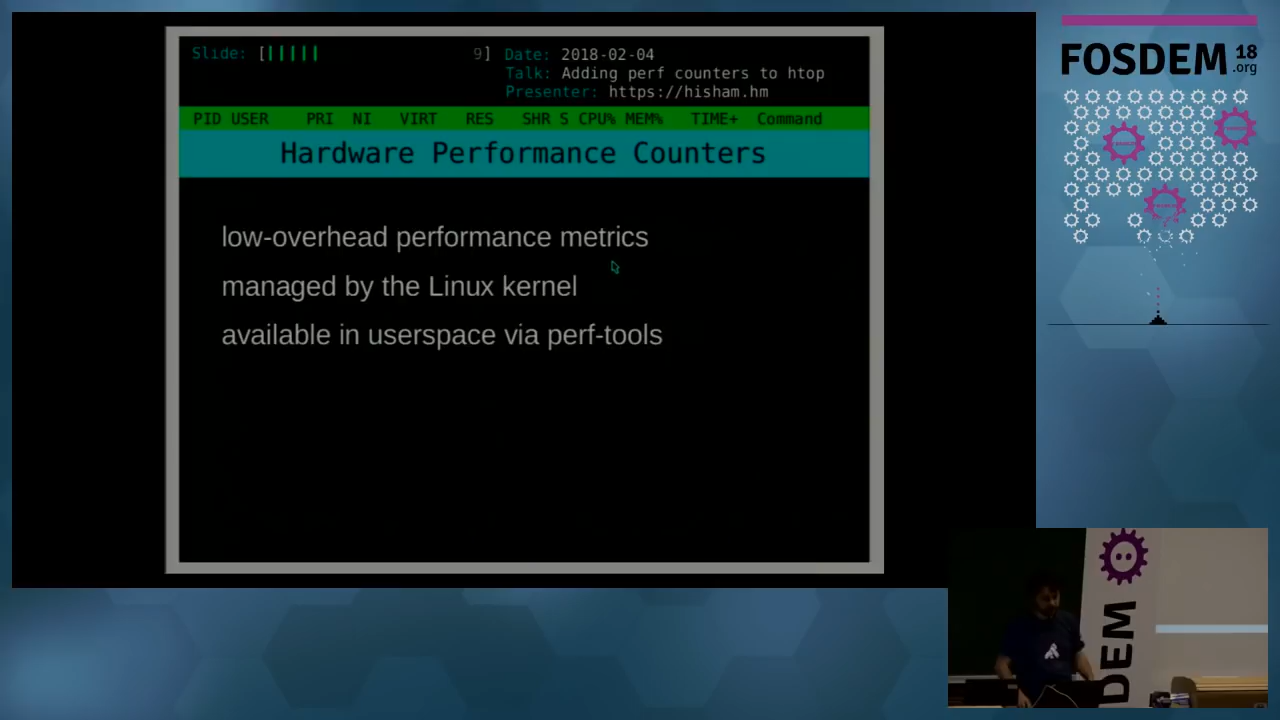 Slide: [||||| 9]
Date: 2018-02-04
Talk: Adding perf counters to htop
Presenter: https://hisham.hm
PID USER PRI NI VIRT RES SHR S CPU% MEM% TIME+ Command
Hardware Performance Counters
low-overhead performance metrics
managed by the Linux kernel
available in userspace via perf-tools
FOSDEM 18
.org
DEM